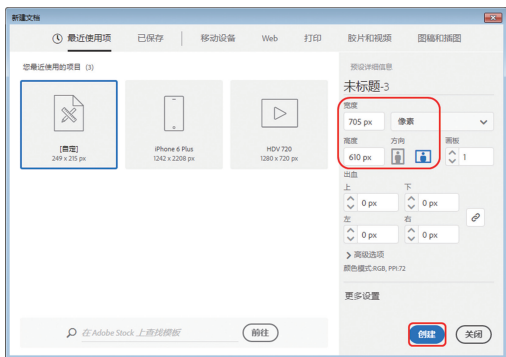 新建文档
最近使用项 已保存 移动设备 Web 打印 胶片和视频 图稿和插图
您最近使用的项目 (3)
[自定]
249 x 215 px
iPhone 6 Plus
1242 x 2208 px
HDV 720
1280 x 720 px
在 Adobe Stock 上查找模板 前往
预设详细信息
未标题-3
宽度
705 px 像素
高度 方向 画板
610 px 1
出血
上 下
0 px 0 px
左 右
0 px 0 px
高级选项
颜色模式:RGB, PPI:72
更多设置
创建 关闭